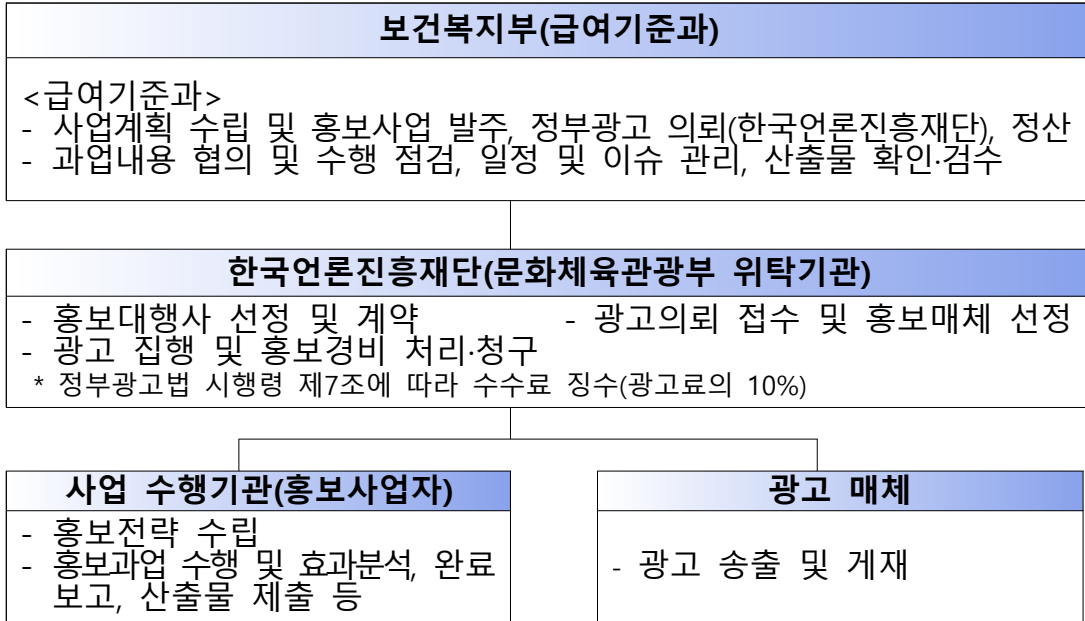 보건복지부(급여기준과)
<급여기준과>
- 사업계획 수립 및 홍보사업 발주, 정부광고 의뢰(한국언론진흥재단), 정산
- 과업내용 협의 및 수행 점검, 일정 및 이슈 관리, 산출물 확인·검수
한국언론진흥재단(문화체육관광부 위탁기관)
- 홍보대행사 선정 및 계약 - 광고의뢰 접수 및 홍보매체 선정
- 광고 집행 및 홍보경비 처리·청구
* 정부광고법 시행령 제7조에 따라 수수료 징수(광고료의 10%)
사업 수행기관(홍보사업자)
- 홍보전략 수립
- 홍보과업 수행 및 효과분석, 완료
보고, 산출물 제출 등
광고 매체
- 광고 송출 및 게재